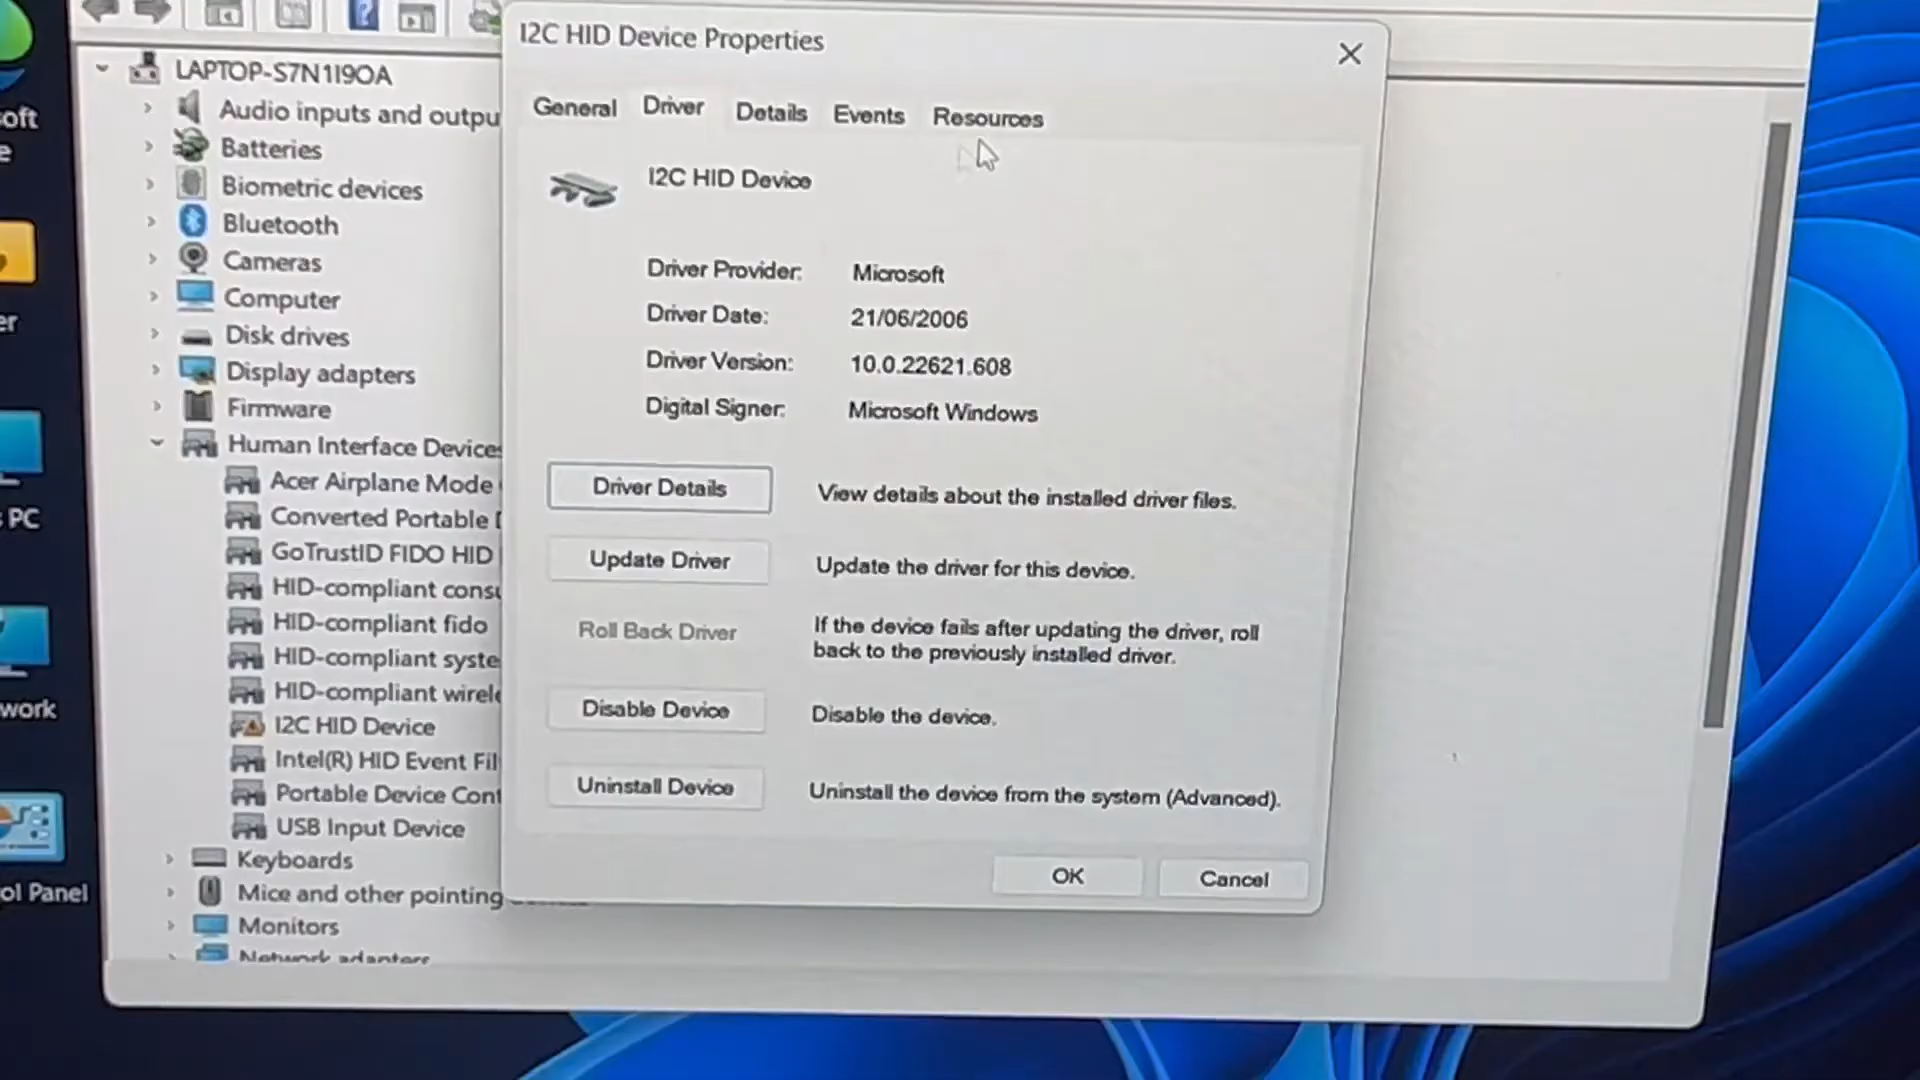 I2C HID Device Properties
LAPTOP-S7N1I9OA
Audio inputs and outpu
Batteries
Biometric devices
Bluetooth
Cameras
Computer
Disk drives
Display adapters
Firmware
Human Interface Devices
Acer Airplane Mode
Converted Portable D
GoTrustID FIDO HID
HID-compliant consu
HID-compliant fido
HID-compliant syste
HID-compliant wirele
I2C HID Device
Intel(R) HID Event Fil
Portable Device Cont
USB Input Device
Keyboards
Mice and other pointing
Monitors
Network adapters
General Driver Details Events Resources
I2C HID Device
Driver Provider: Microsoft
Driver Date: 21/06/2006
Driver Version: 10.0.22621.608
Digital Signer: Microsoft Windows
Driver Details View details about the installed driver files.
Update Driver Update the driver for this device.
Roll Back Driver If the device fails after updating the driver, roll
back to the previously installed driver.
Disable Device Disable the device.
Uninstall Device Uninstall the device from the system (Advanced).
OK Cancel
oft
e
er
PC
work
ol Panel